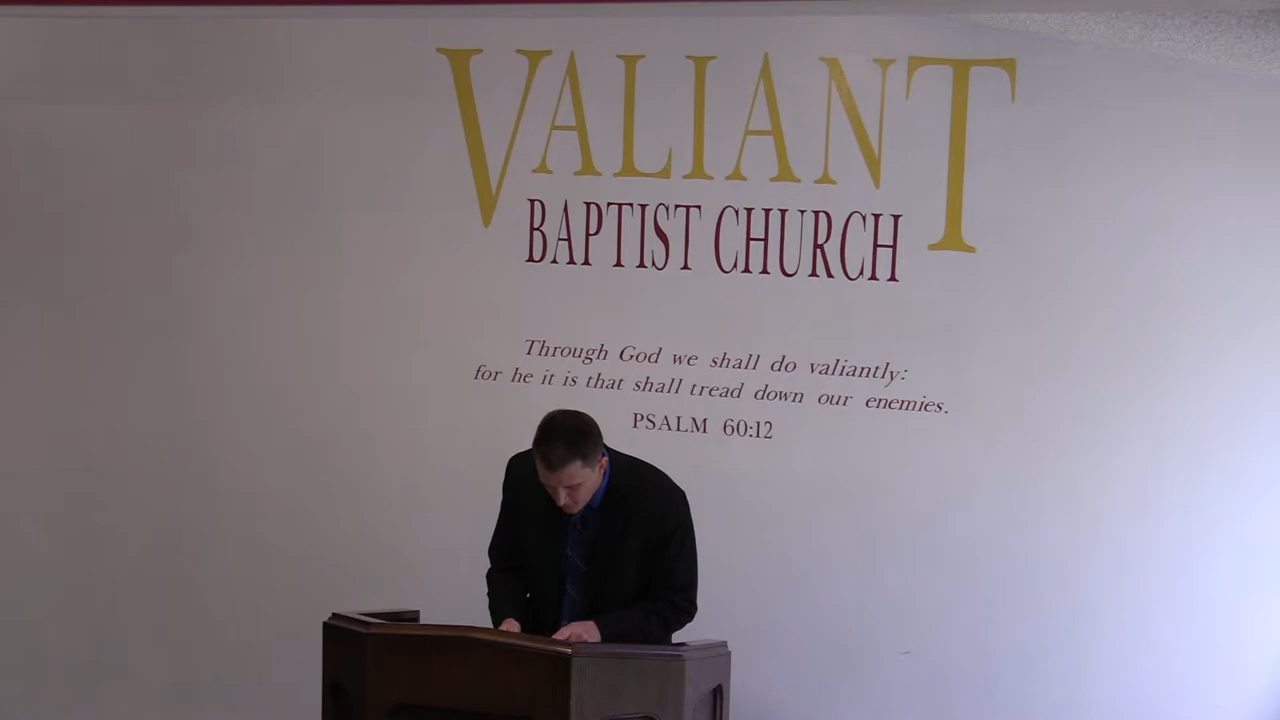 VALIANT
BAPTIST CHURCH
Through God we shall do valiantly:
for he it is that shall tread down our enemies.
PSALM 60:12